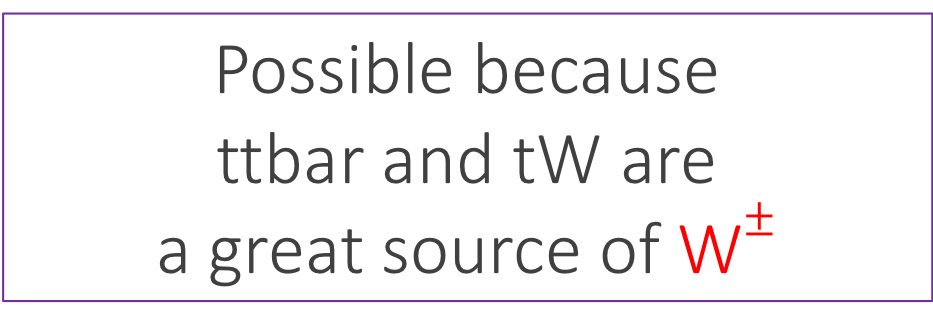 Possible because
ttbar and tW are
a great source of W±